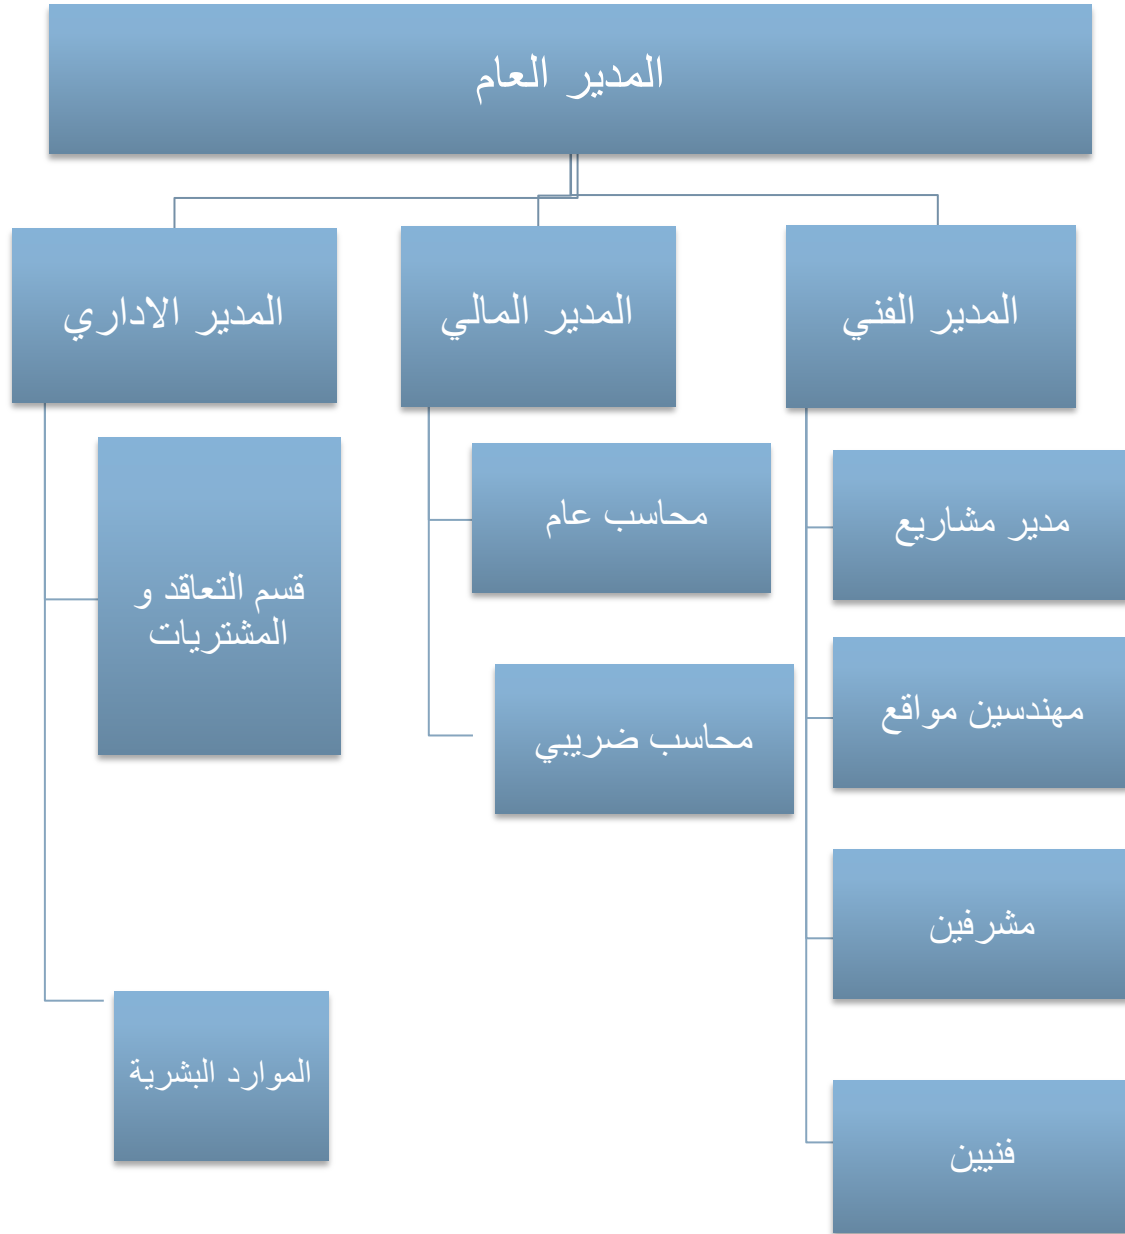 المدير العام
المدير الفني
المدير المالي
المدير الاداري
مدير مشاريع
مهندسين مواقع
مشرفين
فنيين
محاسب عام
محاسب ضريبي
قسم التعاقد و
المشتريات
الموارد البشرية